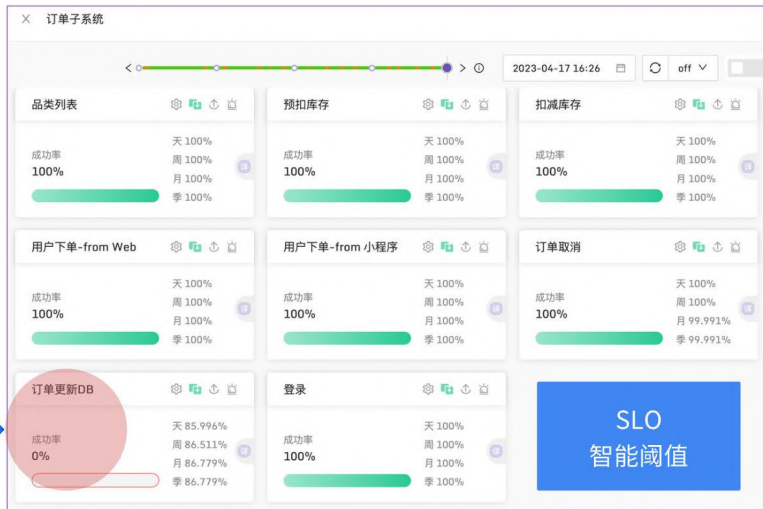 × 订单子系统
2023-04-17 16:26 off
品类列表
成功率
100%
天 100%
周 100%
月 100%
季 100%
详
预扣库存
成功率
100%
天 100%
周 100%
月 100%
季 100%
详
扣减库存
成功率
100%
天 100%
周 100%
月 100%
季 100%
详
用户下单-from Web
成功率
100%
天 100%
周 100%
月 100%
季 100%
详
用户下单-from 小程序
成功率
100%
天 100%
周 100%
月 100%
季 100%
详
订单取消
成功率
100%
天 100%
周 100%
月 99.991%
季 99.991%
详
订单更新DB
成功率
0%
天 85.996%
周 86.511%
月 86.779%
季 86.779%
详
登录
成功率
100%
天 100%
周 100%
月 100%
季 100%
详
SLO
智能阈值